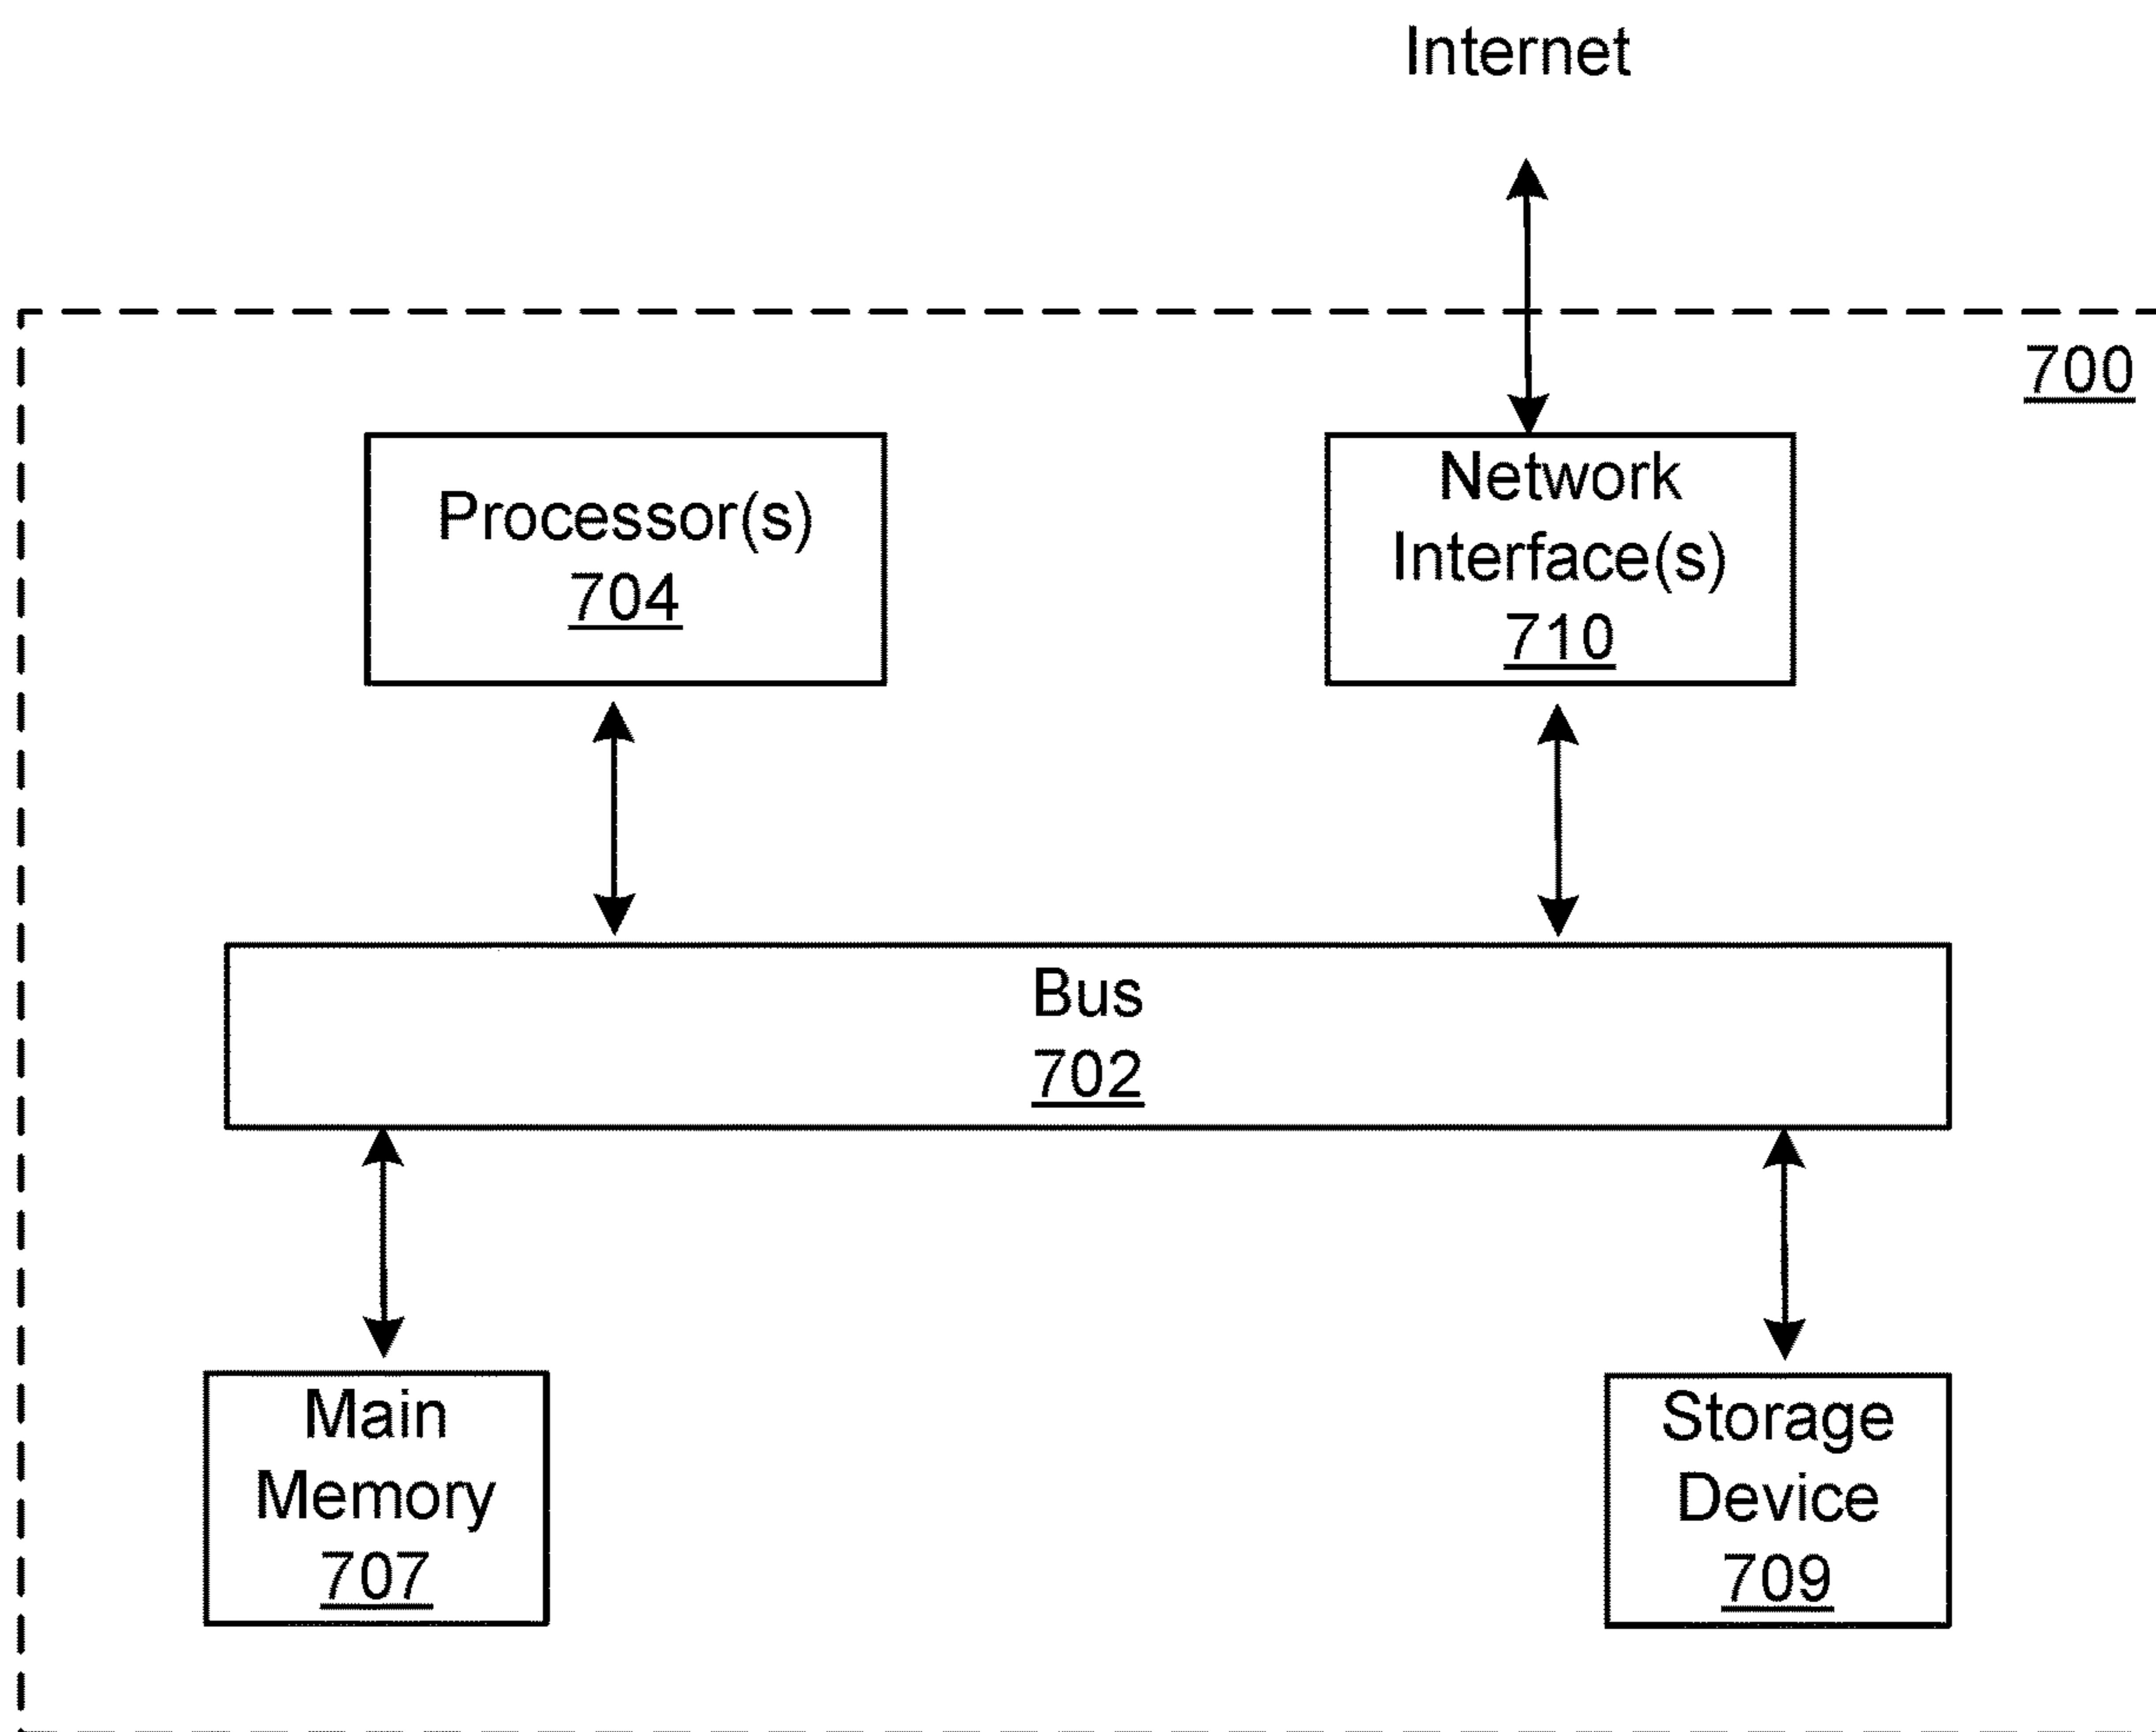 Internet
700
Processor(s)
704
Network
Interface(s)
710
Bus
702
Main
Memory
707
Storage
Device
709